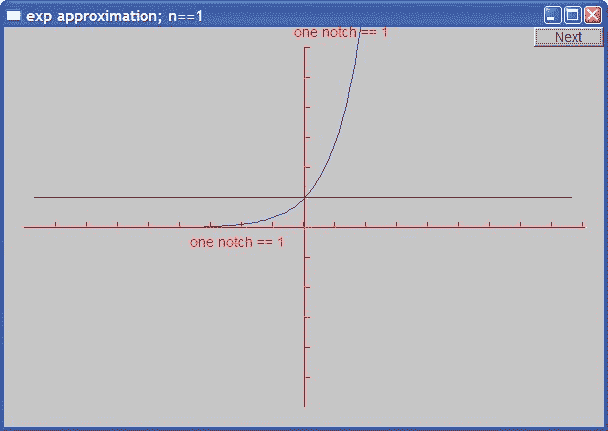 exp approximation; n==1
one notch == 1
Next
one notch == 1